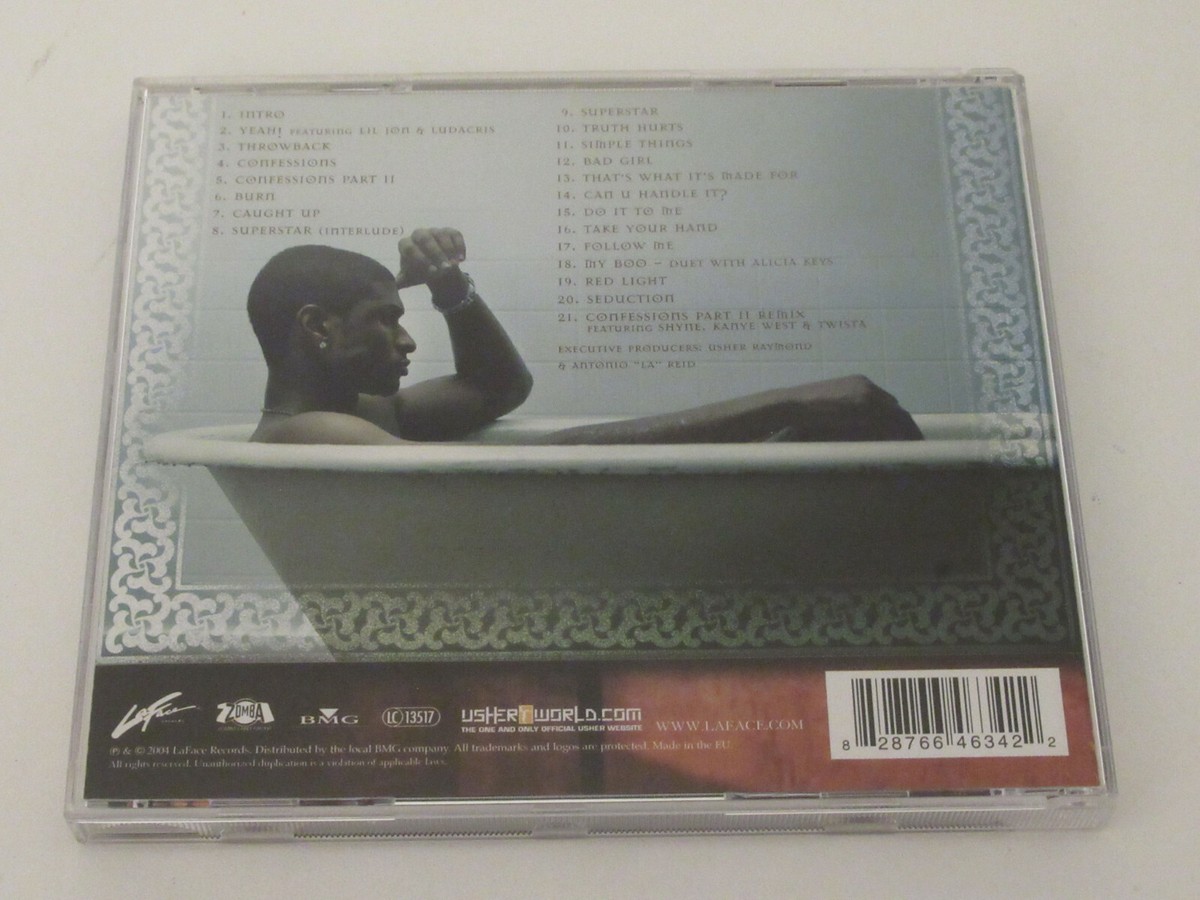 1. INTRO
2. YEAH! FEATURING LIL JON & LUDACRIS
3. THROWBACK
4. CONFESSIONS
5. CONFESSIONS PART II
6. BURN
7. CAUGHT UP
8. SUPERSTAR (INTERLUDE)
9. SUPERSTAR
10. TRUTH HURTS
11. SIMPLE THINGS
12. BAD GIRL
13. THAT'S WHAT IT'S MADE FOR
14. CAN U HANDLE IT?
15. DO IT TO ME
16. TAKE YOUR HAND
17. FOLLOW ME
18. MY BOO – DUET WITH ALICIA KEYS
19. RED LIGHT
20. SEDUCTION
21. CONFESSIONS PART II REMIX
FEATURING SHYNE, KANYE WEST & TWISTA
EXECUTIVE PRODUCERS: USHER RAYMOND
& ANTONIO "LA" REID
LaFace
ZOMBA
BMG
LC 13517
USHERWORLD.COM
THE ONE AND ONLY OFFICIAL USHER WEBSITE
WWW.LAFACE.COM
8 28766 46342 2
℗ & © 2004 LaFace Records. Distributed by the local BMG company. All trademarks and logos are protected. Made in the EU
All rights reserved. Unauthorized duplication is a violation of applicable laws.